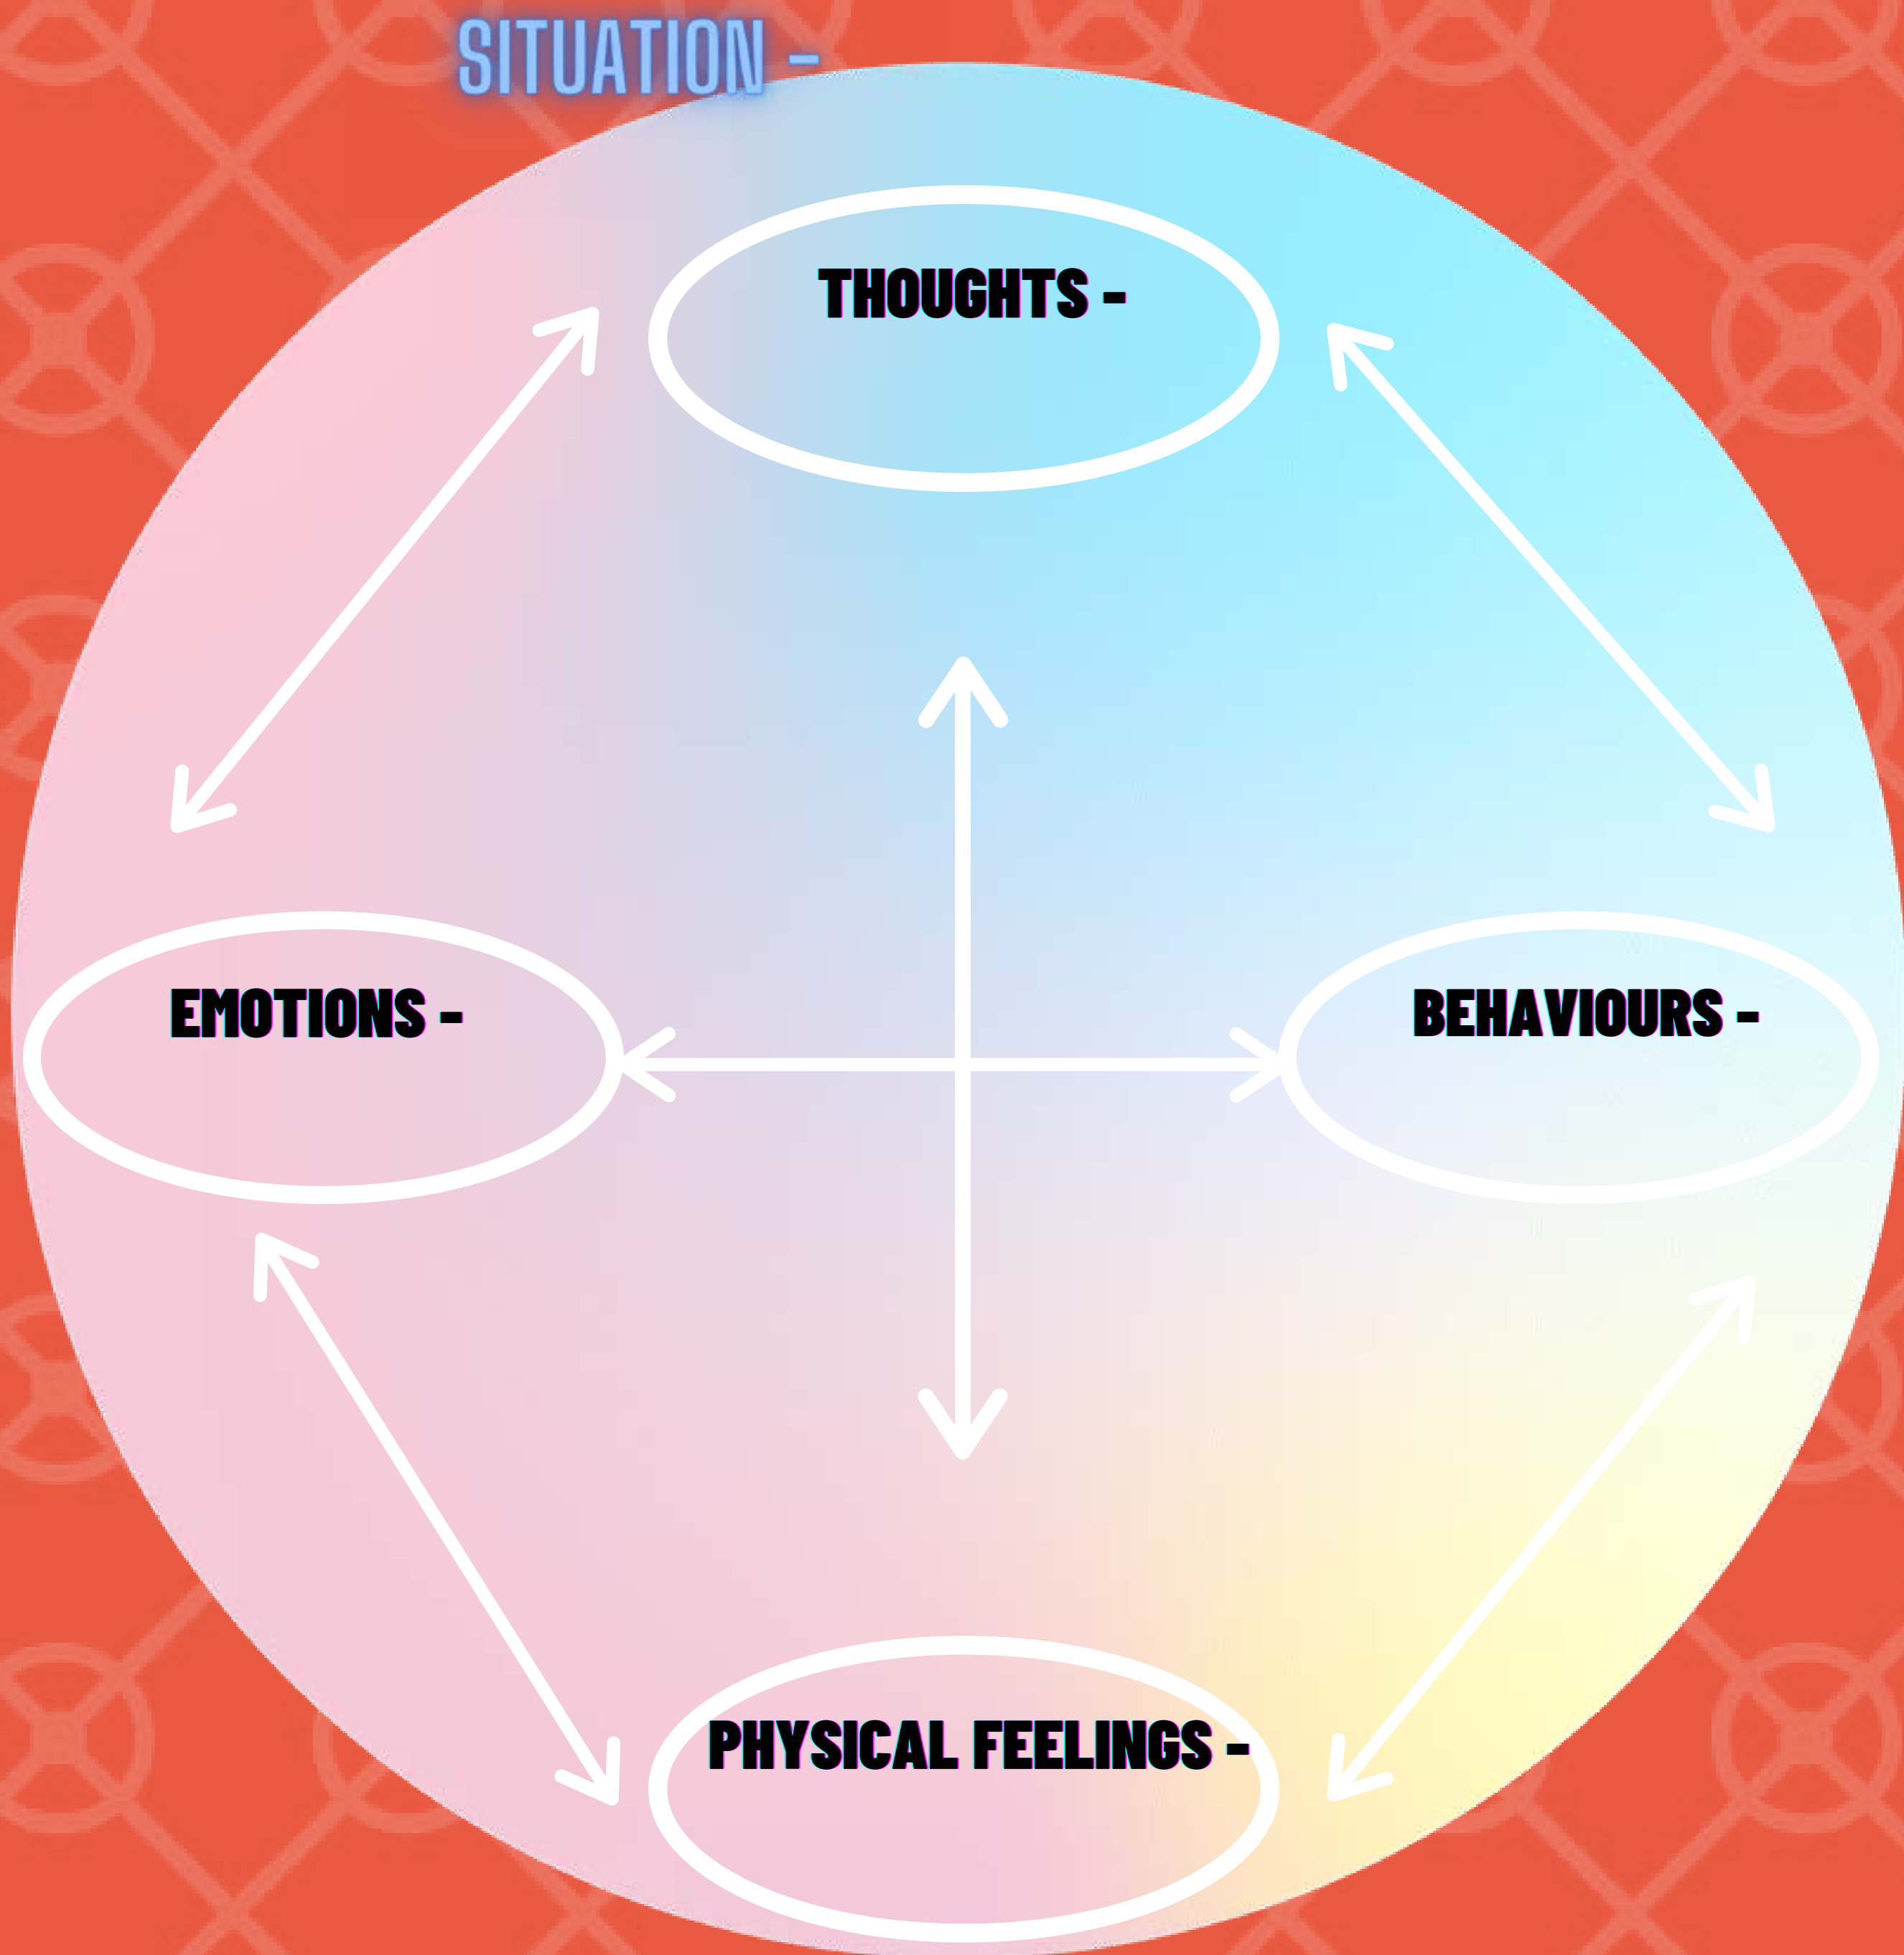 SITUATION -
THOUGHTS -
EMOTIONS -
BEHAVIOURS -
PHYSICAL FEELINGS -